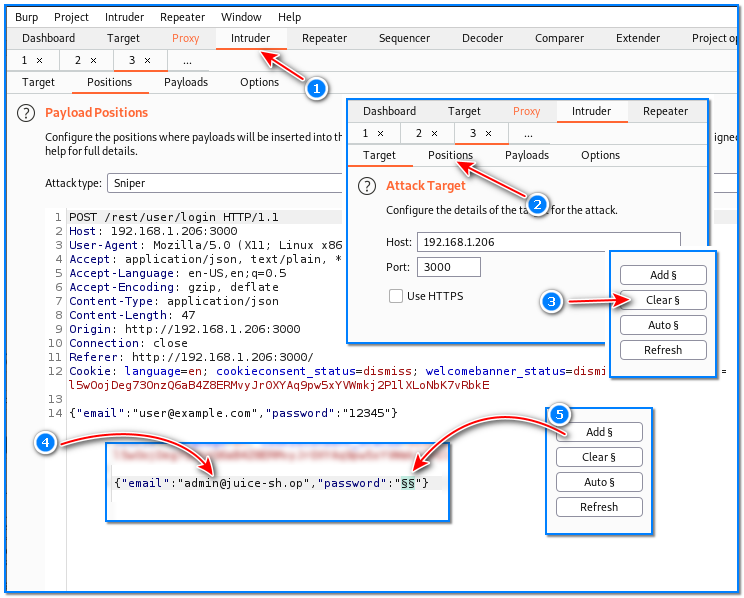 Burp Project Intruder Repeater Window Help
Dashboard Target Proxy Intruder Repeater Sequencer Decoder Comparer Extender Project op
1 × 2 × 3 × ...
Target Positions Payloads Options
1
? Payload Positions
Configure the positions where payloads will be inserted into th
igned
help for full details.
Attack type: Sniper
Dashboard Target Proxy Intruder Repeater
1 × 2 × 3 × ...
Target Positions Payloads Options
2
? Attack Target
Configure the details of the ta for the attack.
Host: 192.168.1.206
Port: 3000
Use HTTPS
3
Add §
Clear §
Auto §
Refresh
1 POST /rest/user/login HTTP/1.1
2 Host: 192.168.1.206:3000
3 User-Agent: Mozilla/5.0 (X11; Linux x86
4 Accept: application/json, text/plain, *
5 Accept-Language: en-US,en;q=0.5
6 Accept-Encoding: gzip, deflate
7 Content-Type: application/json
8 Content-Length: 47
9 Origin: http://192.168.1.206:3000
10 Connection: close
11 Referer: http://192.168.1.206:3000/
12 Cookie: language=en; cookieconsent_status=dismiss; welcomebanner_status=dismi =
l5wOojDeg73OnzQ6aB4Z8ERMvyJrOXYAq9pw5xYVWmkj2P1lXLoNbK7vRbkE
13
14 {"email":"user@example.com","password":"12345"}
4
{"email":"admin@juice-sh.op","password":"§§"}
5
Add §
Clear §
Auto §
Refresh